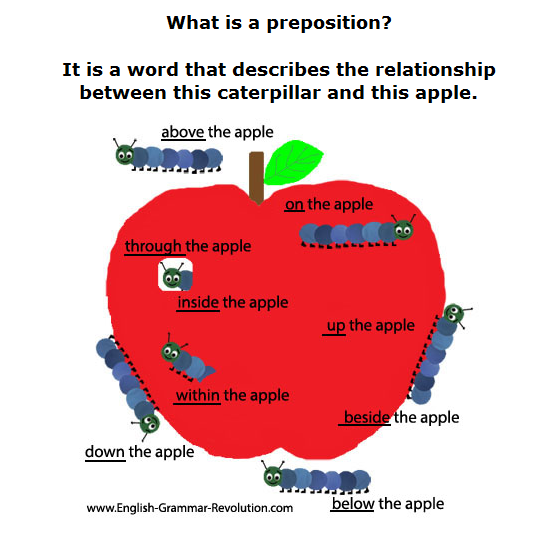 What is a preposition?
It is a word that describes the relationship
between this caterpillar and this apple.
above the apple
on the apple
through the apple
inside the apple
up the apple
within the apple
beside the apple
down the apple
below the apple
www.English-Grammar-Revolution.com